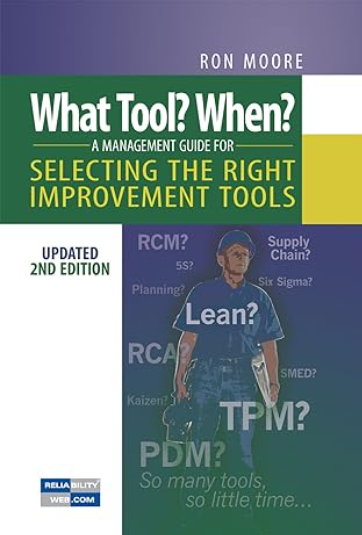 RON MOORE
What Tool? When?
A MANAGEMENT GUIDE FOR
SELECTING THE RIGHT
IMPROVEMENT TOOLS
UPDATED
2ND EDITION
RCM?
Supply
Chain?
5S?
Six Sigma?
Planning?
Lean?
RCA?
SMED?
Kaizen?
TPM?
PDM?
So many tools,
so little time...
RELIABILITY
WEB.COM